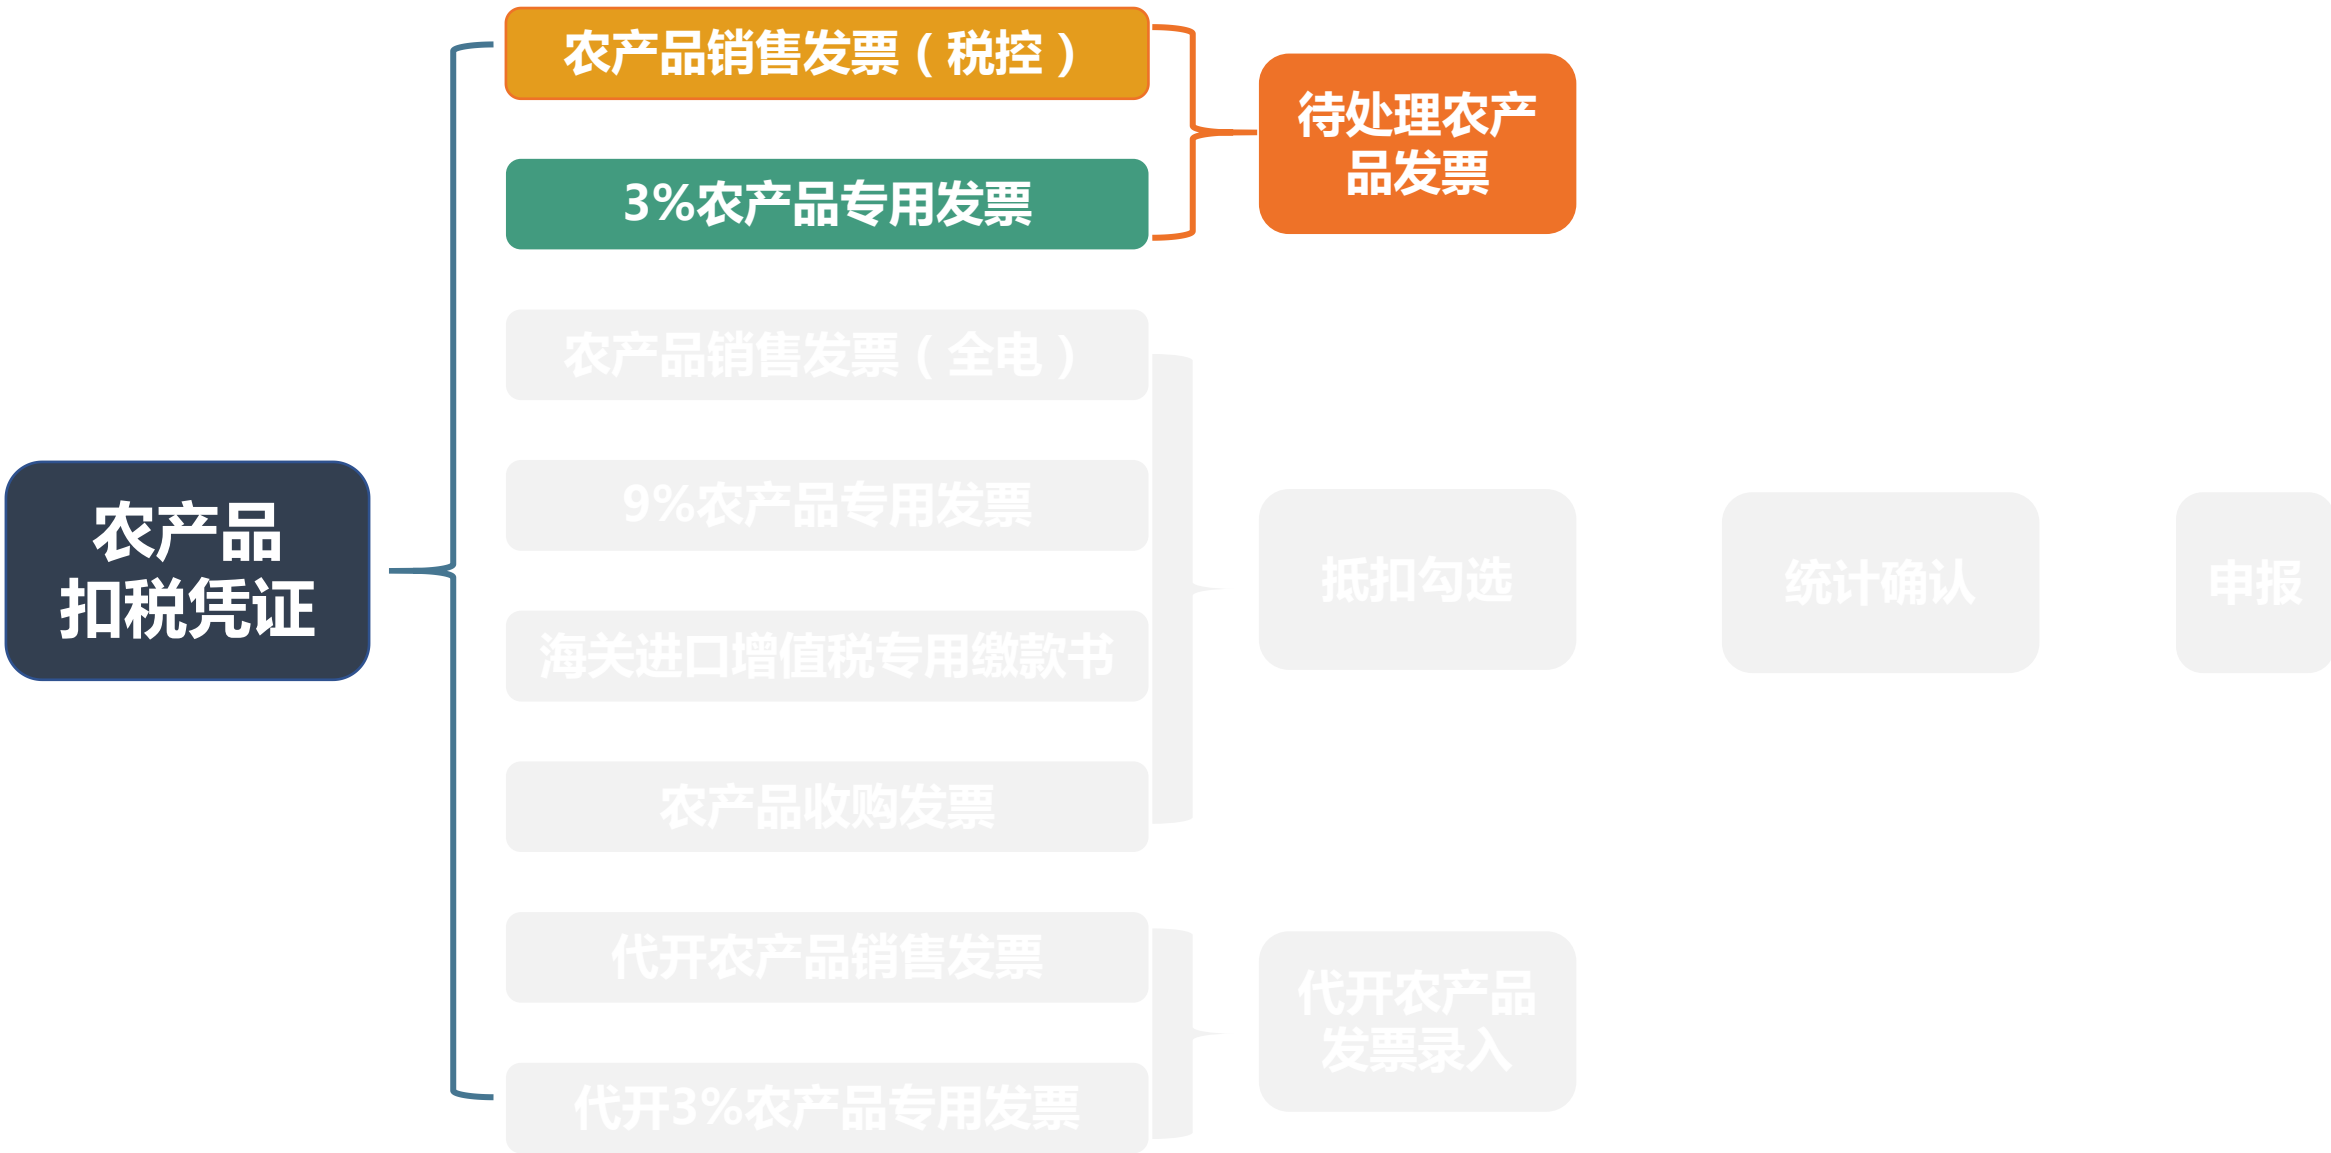 农产品
扣税凭证
农产品销售发票（税控）
3%农产品专用发票
农产品销售发票（全电）
9%农产品专用发票
海关进口增值税专用缴款书
农产品收购发票
代开农产品销售发票
代开3%农产品专用发票
待处理农产
品发票
抵扣勾选
代开农产品
发票录入
统计确认
申报